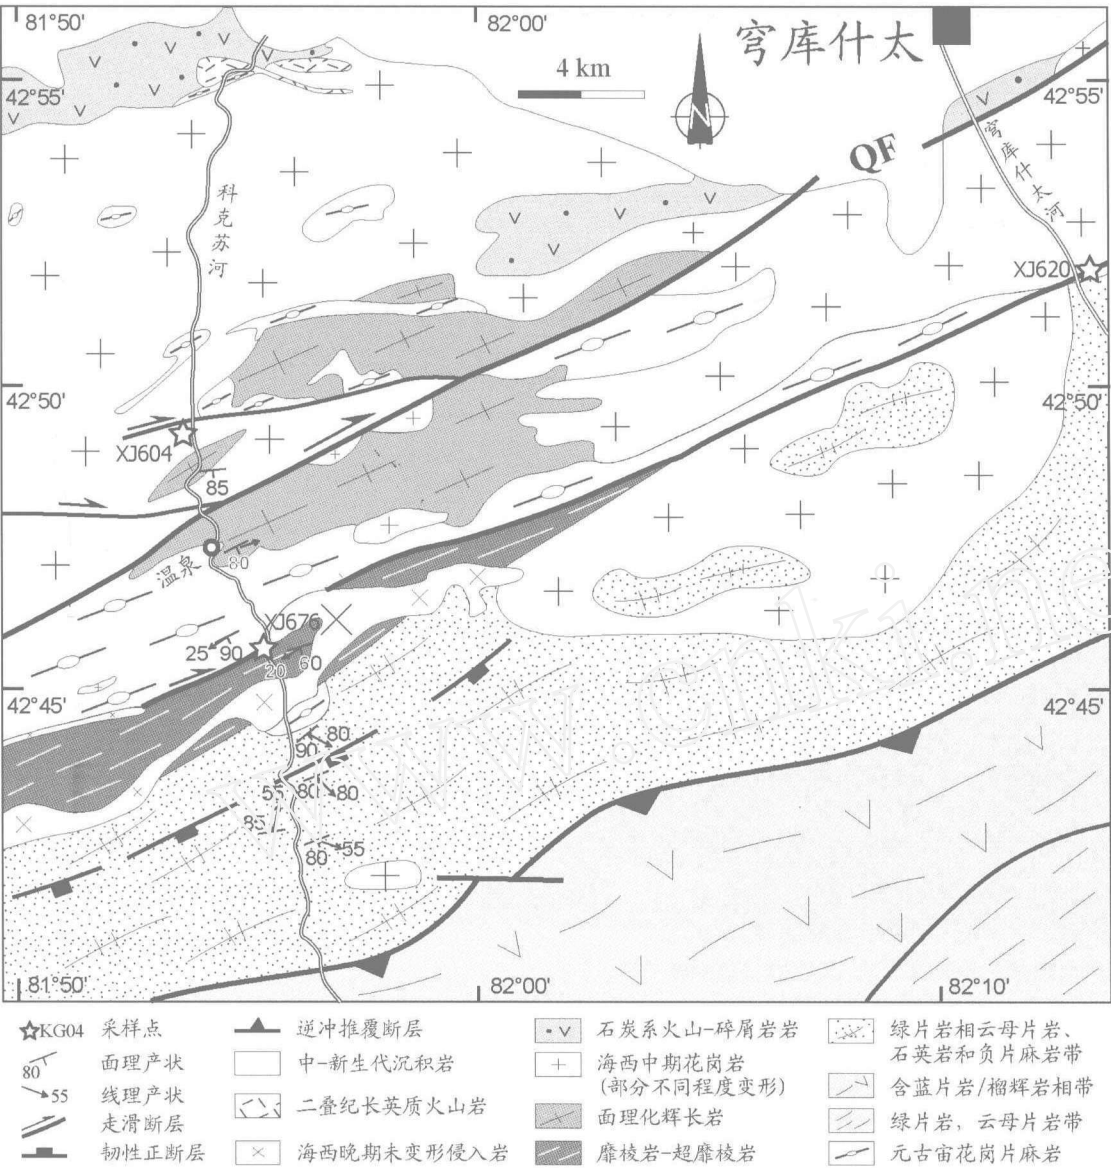 81°50'
82°00'
穹库什太
4 km
N
42°55'
42°55'
QF
穹库什太河
科克苏河
XJ620
42°50'
42°50'
XJ604
85
温泉
80
XJ676
25
90
20
60
42°45'
42°45'
90
80
55
80
80
85
80
55
81°50'
82°00'
82°10'
www.cnki.ne
KG04 采样点
80 面理产状
55 线理产状
走滑断层
韧性正断层
逆冲推覆断层
中-新生代沉积岩
二叠纪长英质火山岩
海西晚期未变形侵入岩
石炭系火山-碎屑岩岩
海西中期花岗岩
(部分不同程度变形)
面理化辉长岩
靡棱岩-超靡棱岩
绿片岩相云母片岩、
石英岩和负片麻岩带
含蓝片岩/榴辉岩相带
绿片岩，云母片岩带
元古宙花岗片麻岩